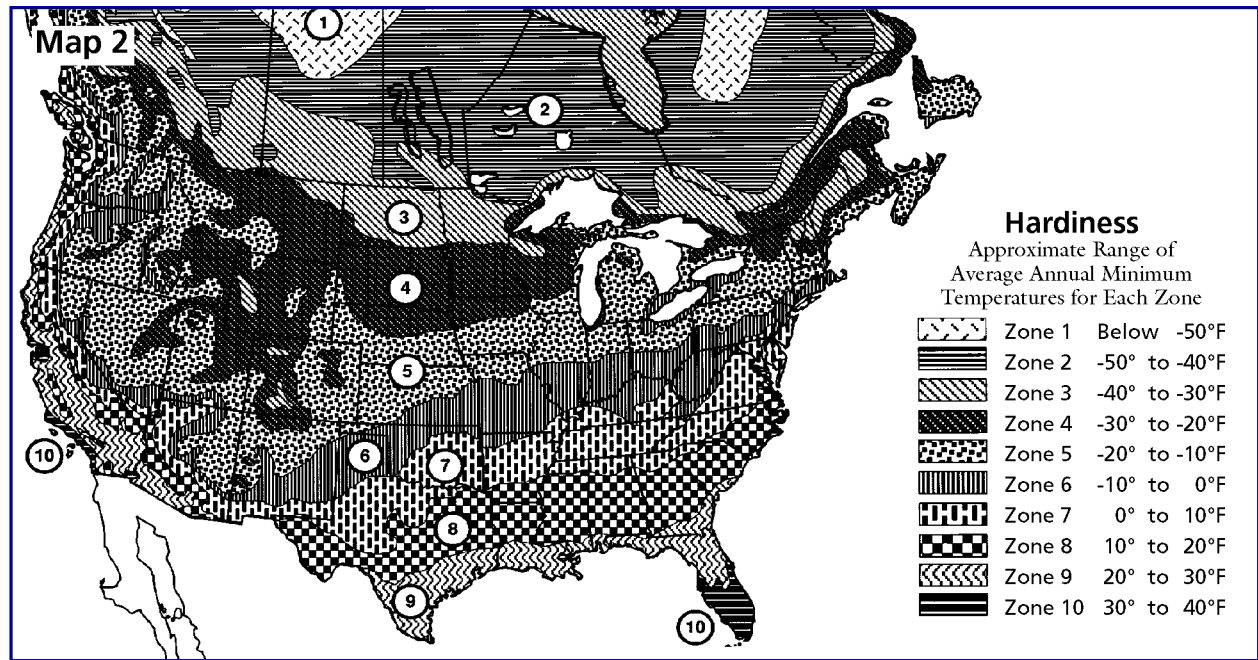 Map 2
1
2
3
4
5
6
7
8
9
10
10
Hardiness
Approximate Range of
Average Annual Minimum
Temperatures for Each Zone
Zone 1 Below -50°F
Zone 2 -50° to -40°F
Zone 3 -40° to -30°F
Zone 4 -30° to -20°F
Zone 5 -20° to -10°F
Zone 6 -10° to 0°F
Zone 7 0° to 10°F
Zone 8 10° to 20°F
Zone 9 20° to 30°F
Zone 10 30° to 40°F